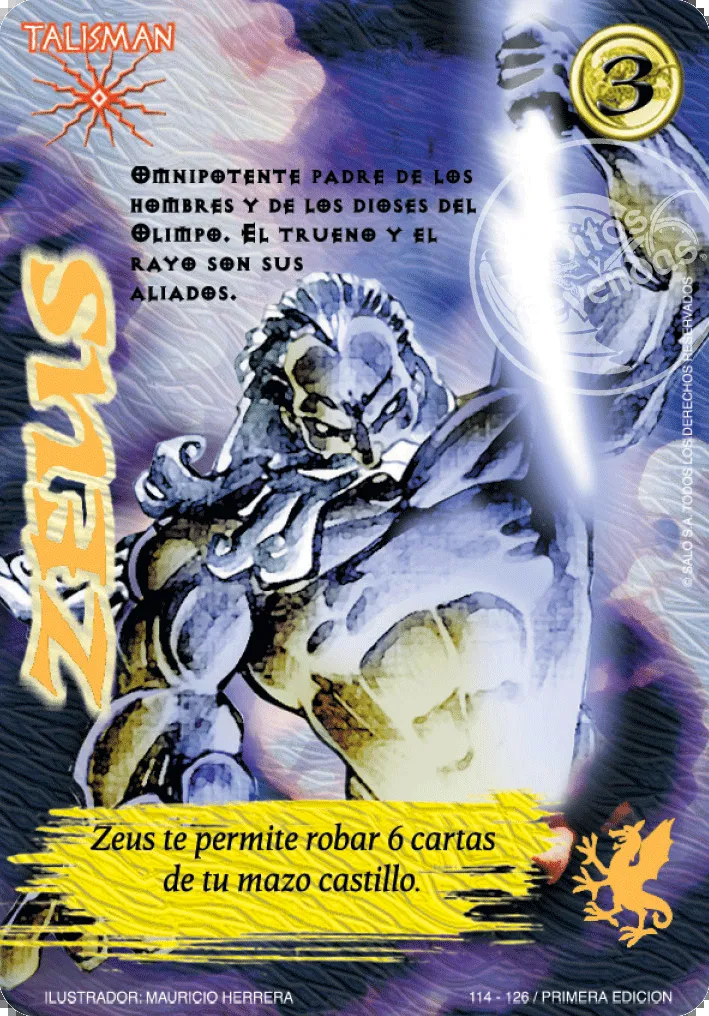 TALISMAN
3
Omnipotente padre de los
hombres y de los dioses del
Olimpo. El trueno y el
rayo son sus
aliados.
ZEUS
Mitos
Leyendas
© SALO S.A. TODOS LOS DERECHOS RESERVADOS
Zeus te permite robar 6 cartas
de tu mazo castillo.
ILUSTRADOR: MAURICIO HERRERA
114 - 126 / PRIMERA EDICION